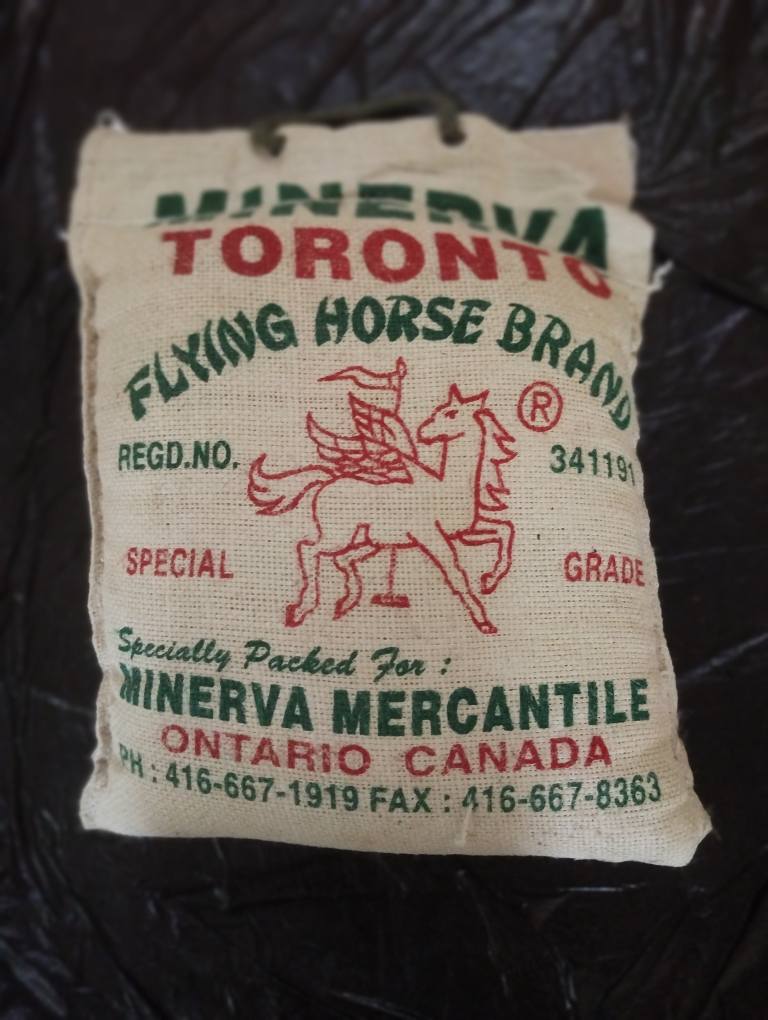 MINERVA
TORONTO
FLYING HORSE BRAND
®
REGD.NO. 341191
SPECIAL GRADE
Specially Packed For :
MINERVA MERCANTILE
ONTARIO CANADA
PH : 416-667-1919 FAX : 416-667-8363